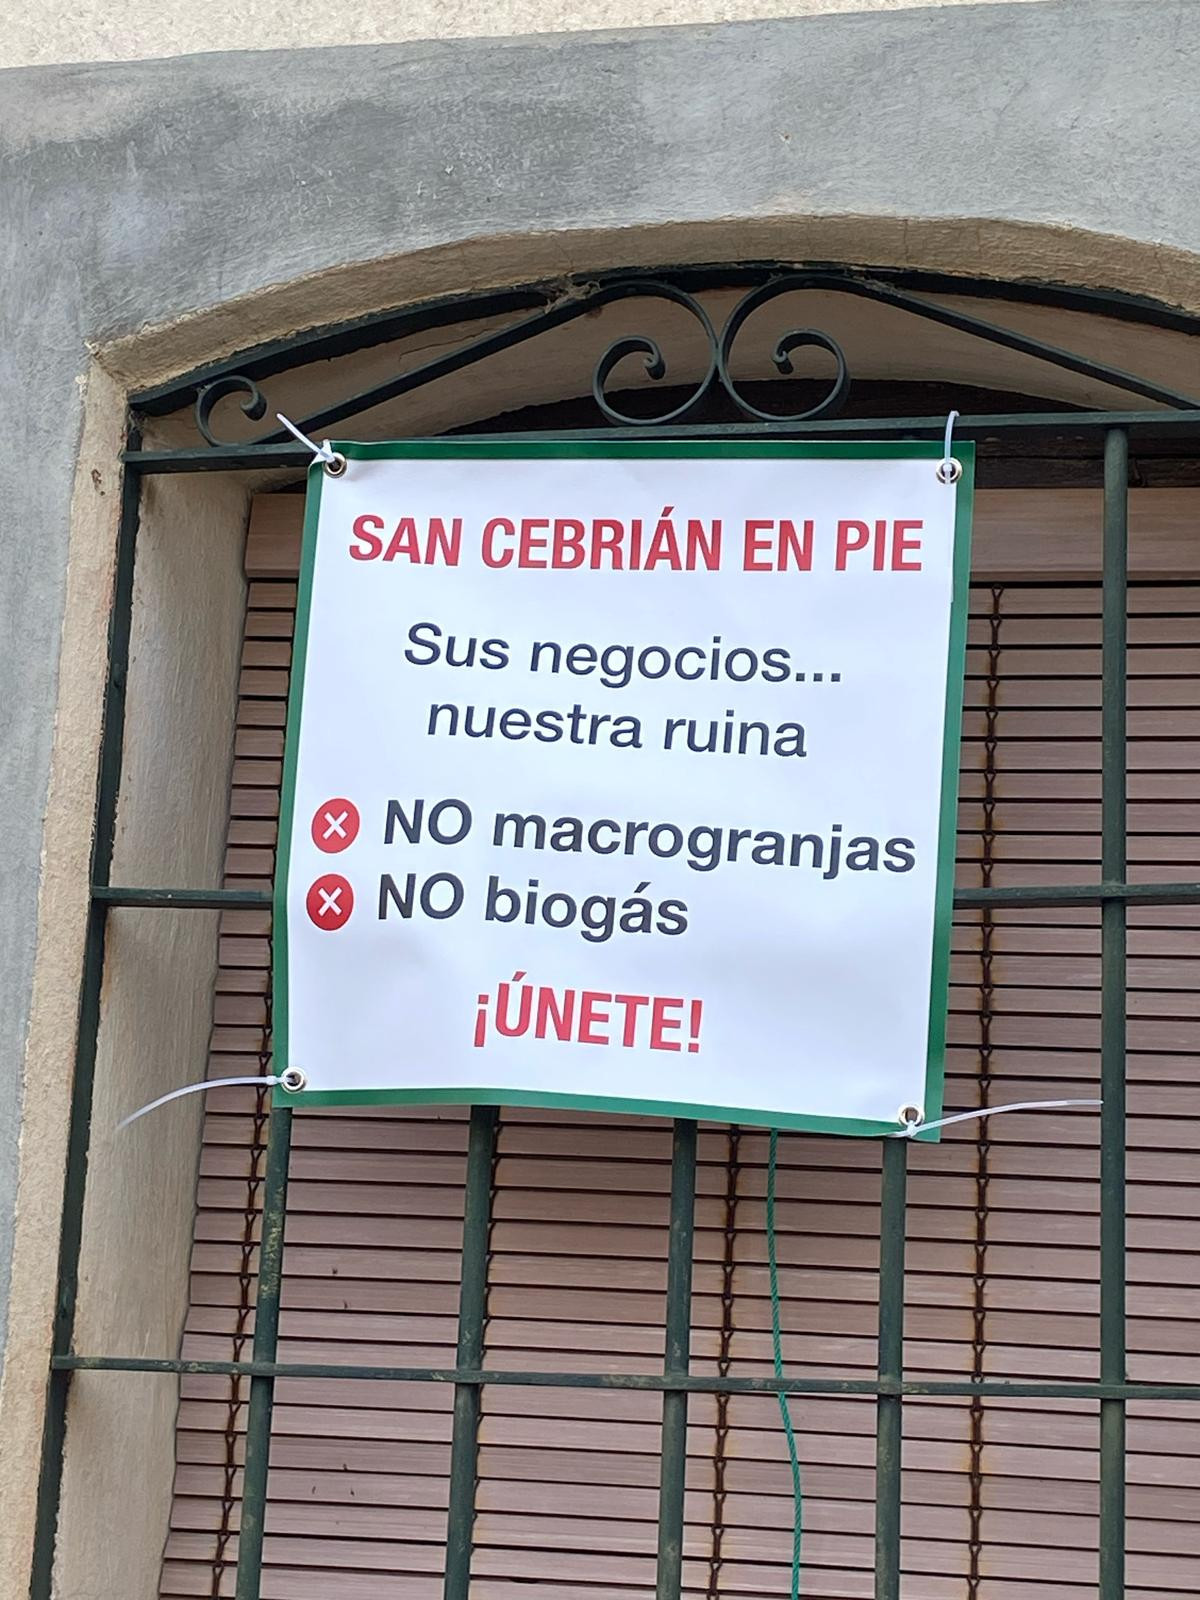 SAN CEBRIÁN EN PIE
Sus negocios...
nuestra ruina
NO macrogranjas
NO biogás
¡ÚNETE!